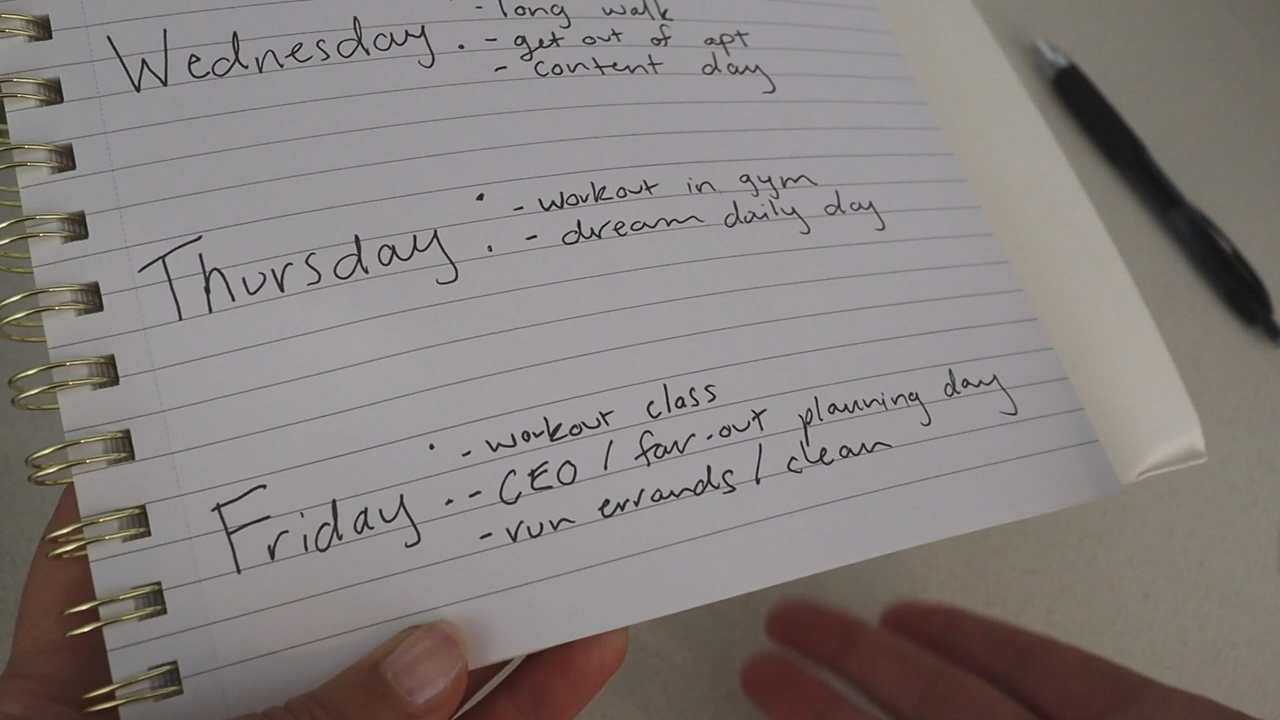 - long walk
Wednesday. - get out of apt
- content day
- workout in gym
Thursday: - dream daily day
- workout class
Friday -- CEO / far-out planning day
- run errands / clean